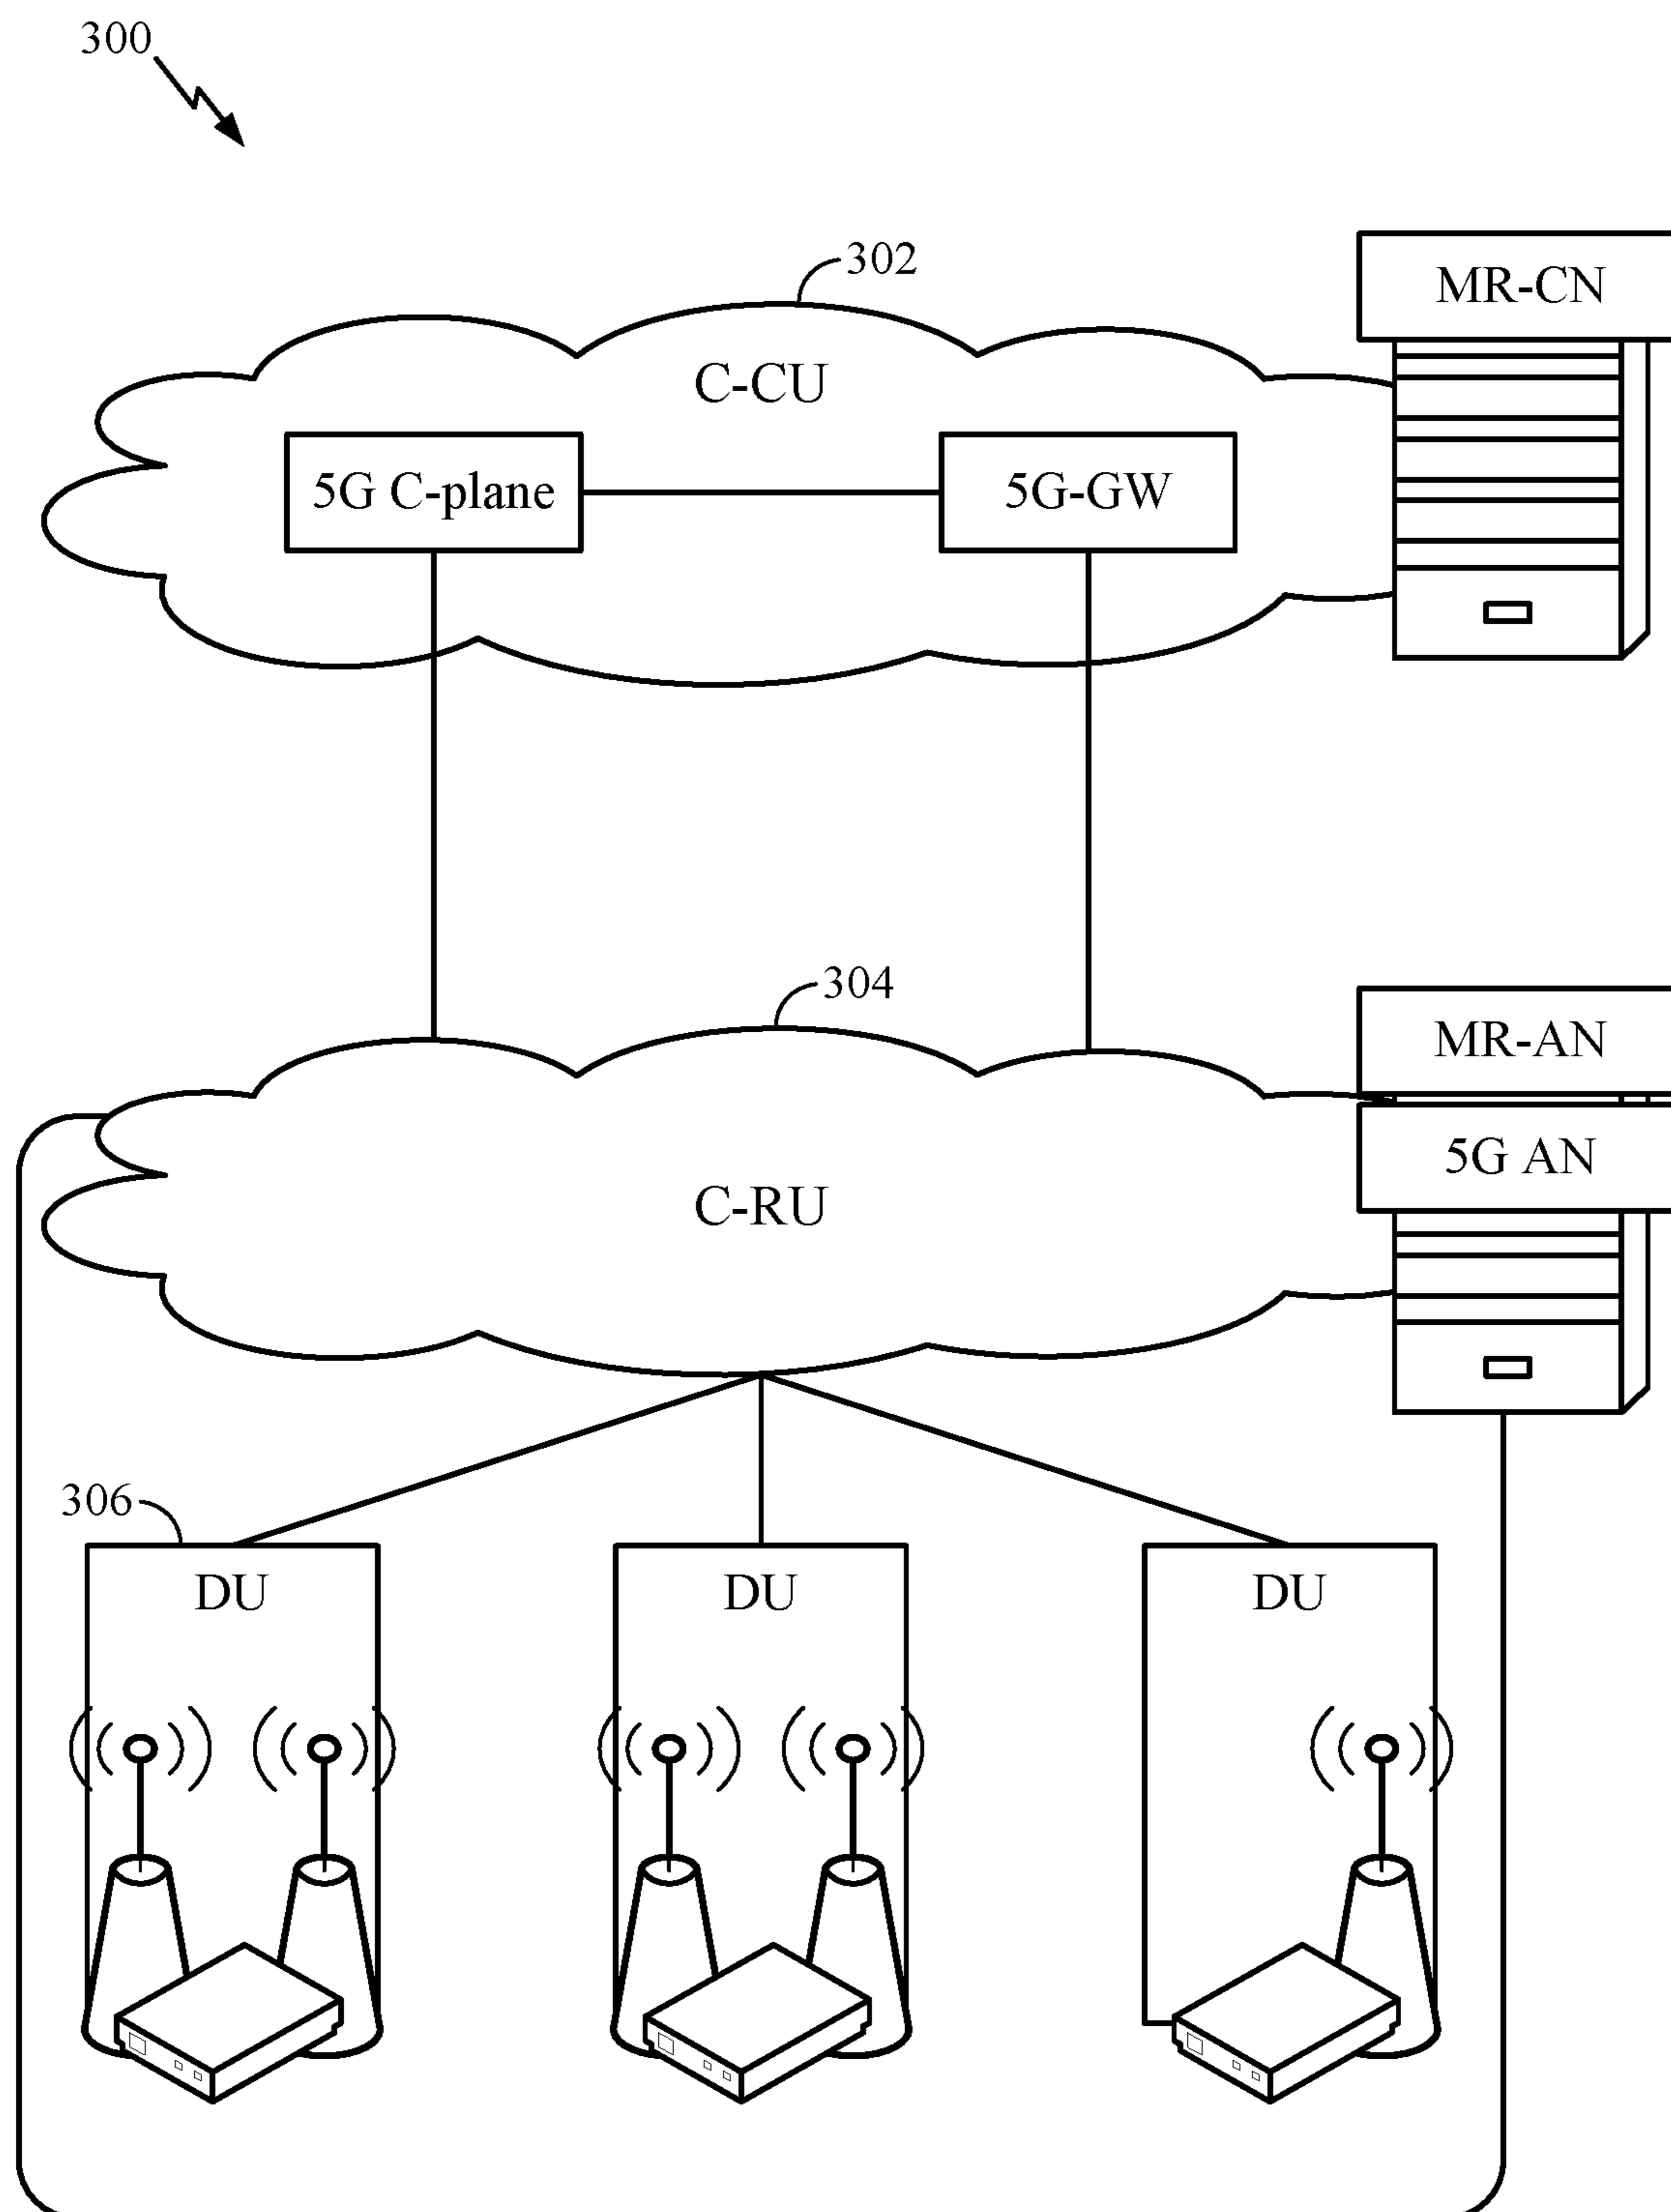 300
302
MR-CN
C-CU
5G C-plane
5G-GW
304
MR-AN
5G AN
C-RU
306
DU
DU
DU